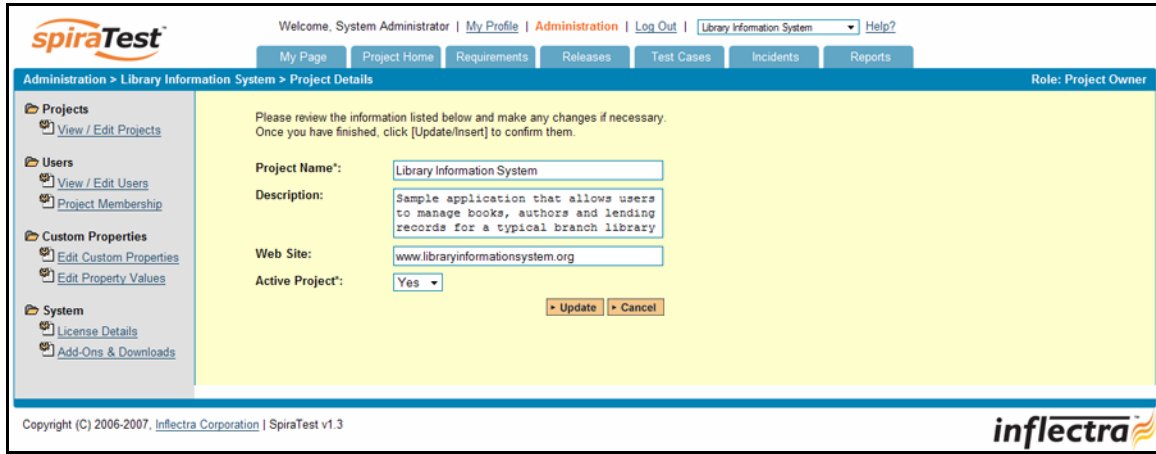 spiraTest™
Welcome, System Administrator | My Profile | Administration | Log Out | Library Information System Help?
My Page Project Home Requirements Releases Test Cases Incidents Reports
Administration > Library Information System > Project Details Role: Project Owner
Projects
View / Edit Projects
Users
View / Edit Users
Project Membership
Custom Properties
Edit Custom Properties
Edit Property Values
System
License Details
Add-Ons & Downloads
Please review the information listed below and make any changes if necessary.
Once you have finished, click [Update/Insert] to confirm them.
Project Name*: Library Information System
Description: Sample application that allows users
to manage books, authors and lending
records for a typical branch library
Web Site: www.libraryinformationsystem.org
Active Project*: Yes
Update Cancel
Copyright (C) 2006-2007, Inflectra Corporation | SpiraTest v1.3
inflectra